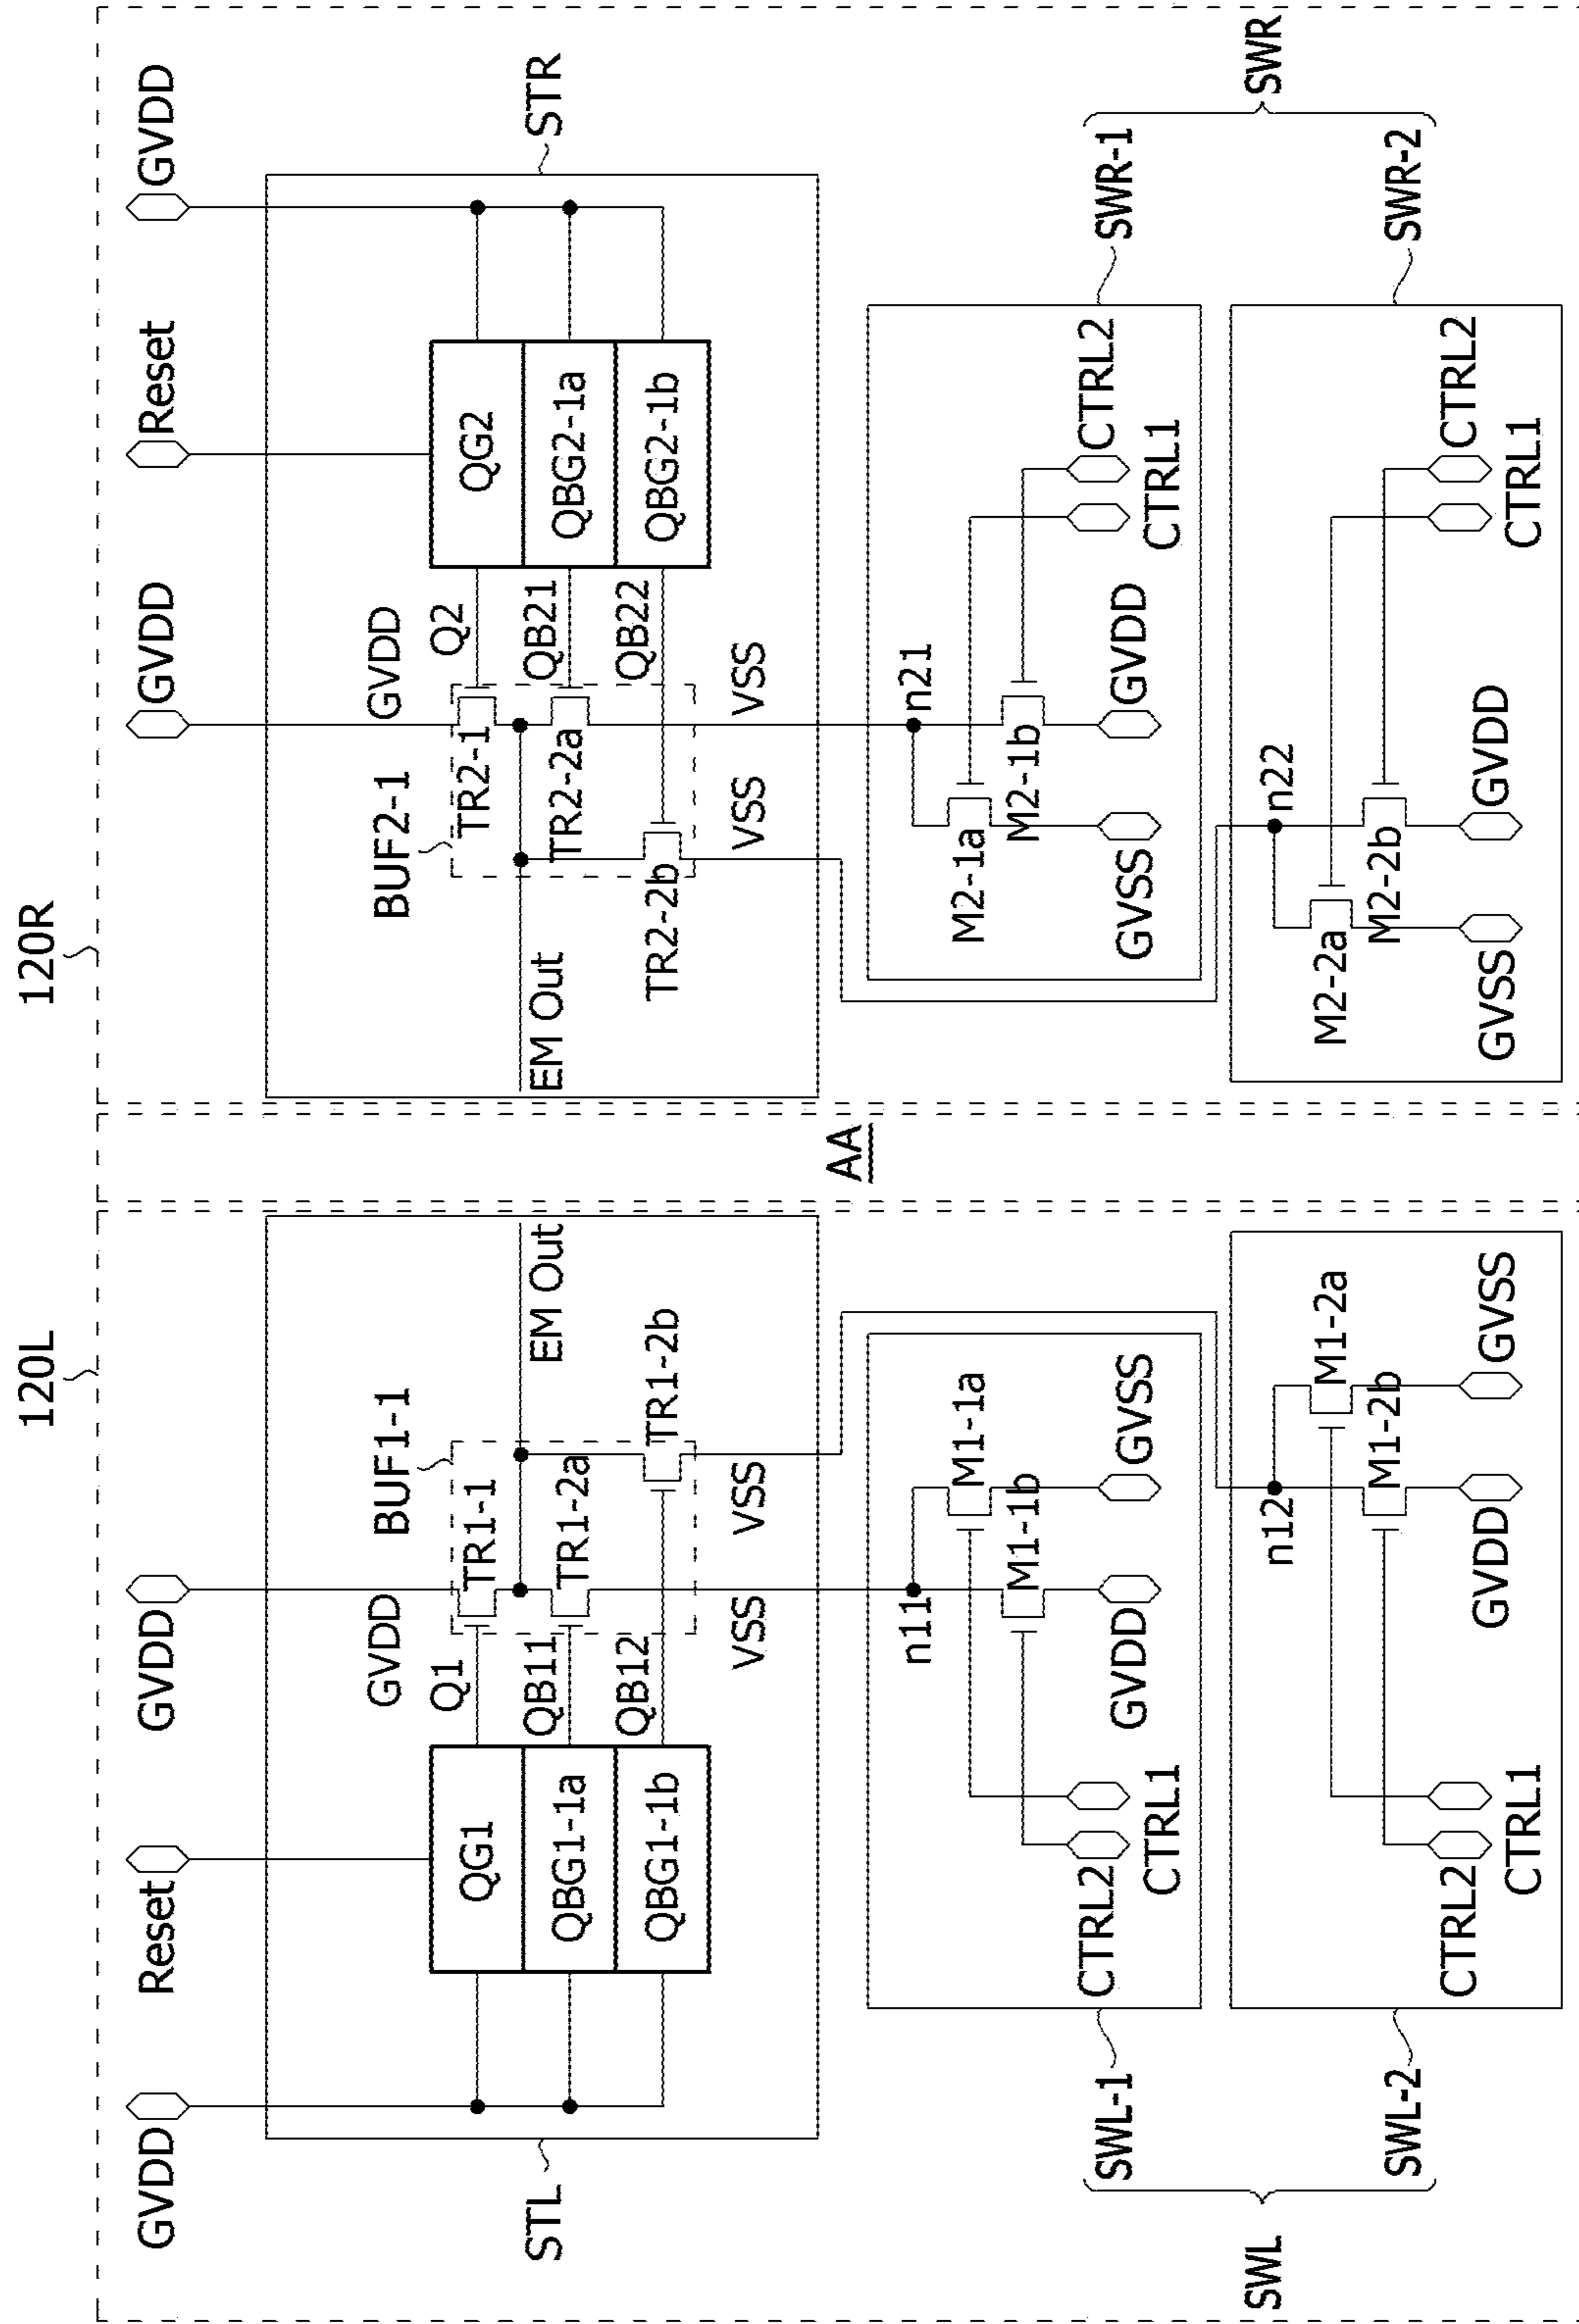 120L
120R
GVDD
Reset
GVDD
GVDD
Reset
GVDD
STL
QG1
QBG1-1a
QBG1-1b
GVDD
Q1
QB11
QB12
BUF1-1
TR1-1
TR1-2a
TR1-2b
EM Out
VSS
VSS
AA
BUF2-1
GVDD
Q2
QB21
QB22
TR2-1
TR2-2a
TR2-2b
EM Out
VSS
VSS
QG2
QBG2-1a
QBG2-1b
STR
SWL
SWL-1
n11
M1-1a
M1-1b
CTRL2
CTRL1
GVDD
GVSS
SWL-2
n12
M1-2a
M1-2b
CTRL2
CTRL1
GVDD
GVSS
SWR
SWR-1
n21
M2-1a
M2-1b
GVSS
GVDD
CTRL1
CTRL2
SWR-2
n22
M2-2a
M2-2b
GVSS
GVDD
CTRL1
CTRL2